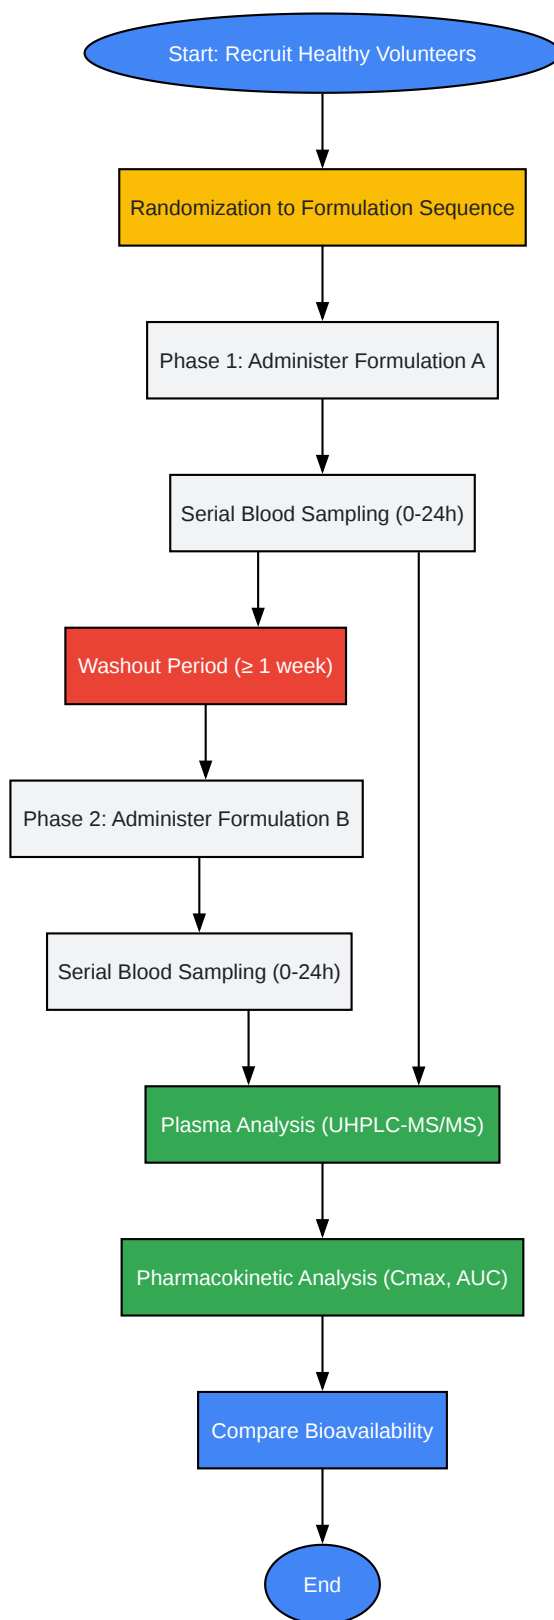 Start: Recruit Healthy Volunteers
Randomization to Formulation Sequence
Phase 1: Administer Formulation A
Serial Blood Sampling (0-24h)
Washout Period (≥ 1 week)
Phase 2: Administer Formulation B
Serial Blood Sampling (0-24h)
Plasma Analysis (UHPLC-MS/MS)
Pharmacokinetic Analysis (Cmax, AUC)
Compare Bioavailability
End